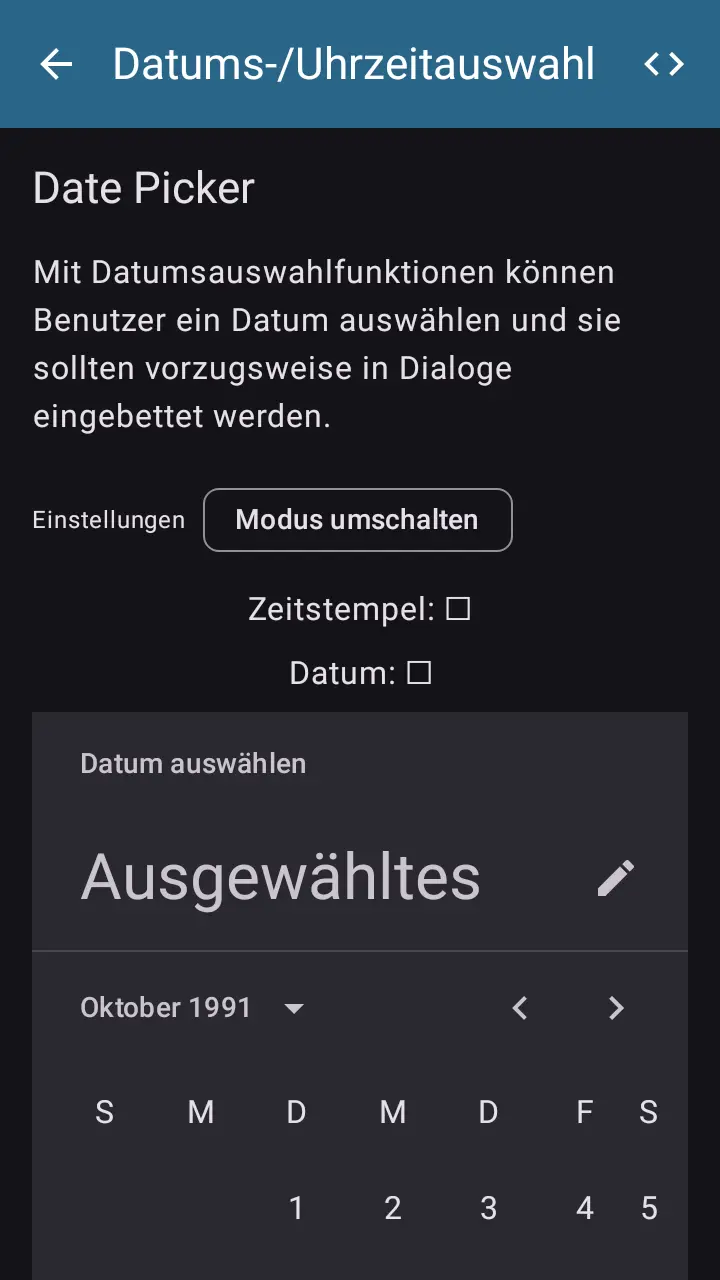 Datums-/Uhrzeitauswahl
Date Picker
Mit Datumsauswahlfunktionen können
Benutzer ein Datum auswählen und sie
sollten vorzugsweise in Dialoge
eingebettet werden.
Einstellungen Modus umschalten
Zeitstempel: ☐
Datum: ☐
Datum auswählen
Ausgewähltes
Oktober 1991
S M D M D F S
1 2 3 4 5